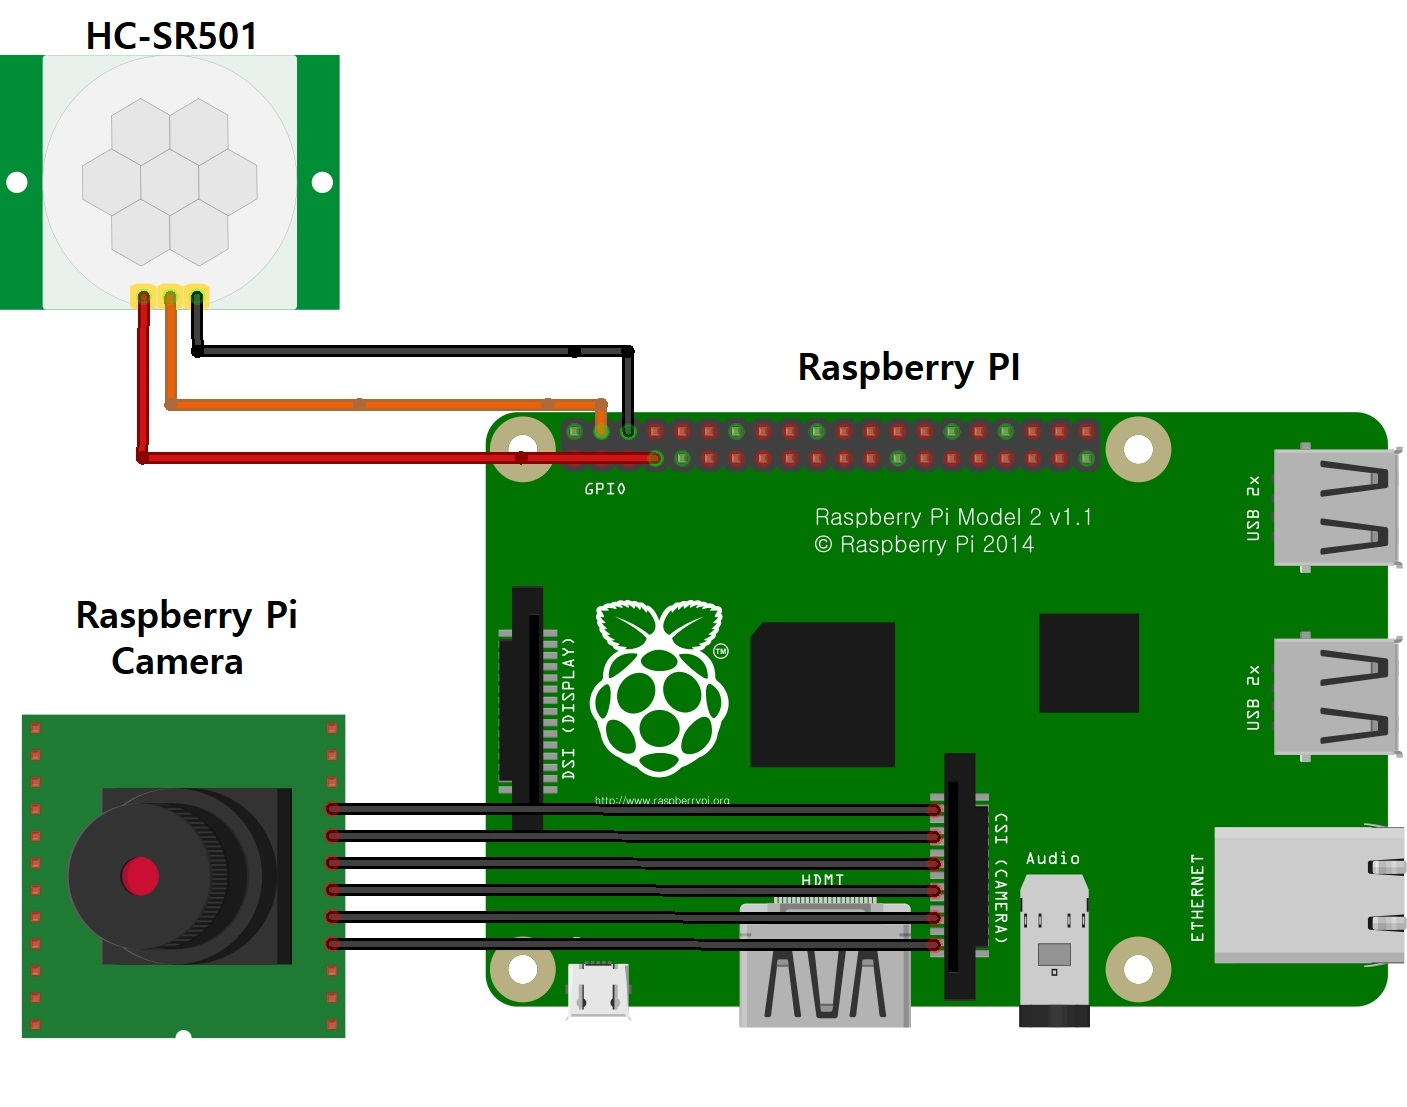 HC-SR501
Raspberry PI
GPIO
Raspberry Pi Model 2 v1.1
© Raspberry Pi 2014
USB 2x
Raspberry Pi
Camera
DSI (DISPLAY)
TM
USB 2x
http://www.raspberrypi.org
CSI (CAMERA)
Audio
HDMI
ETHERNET